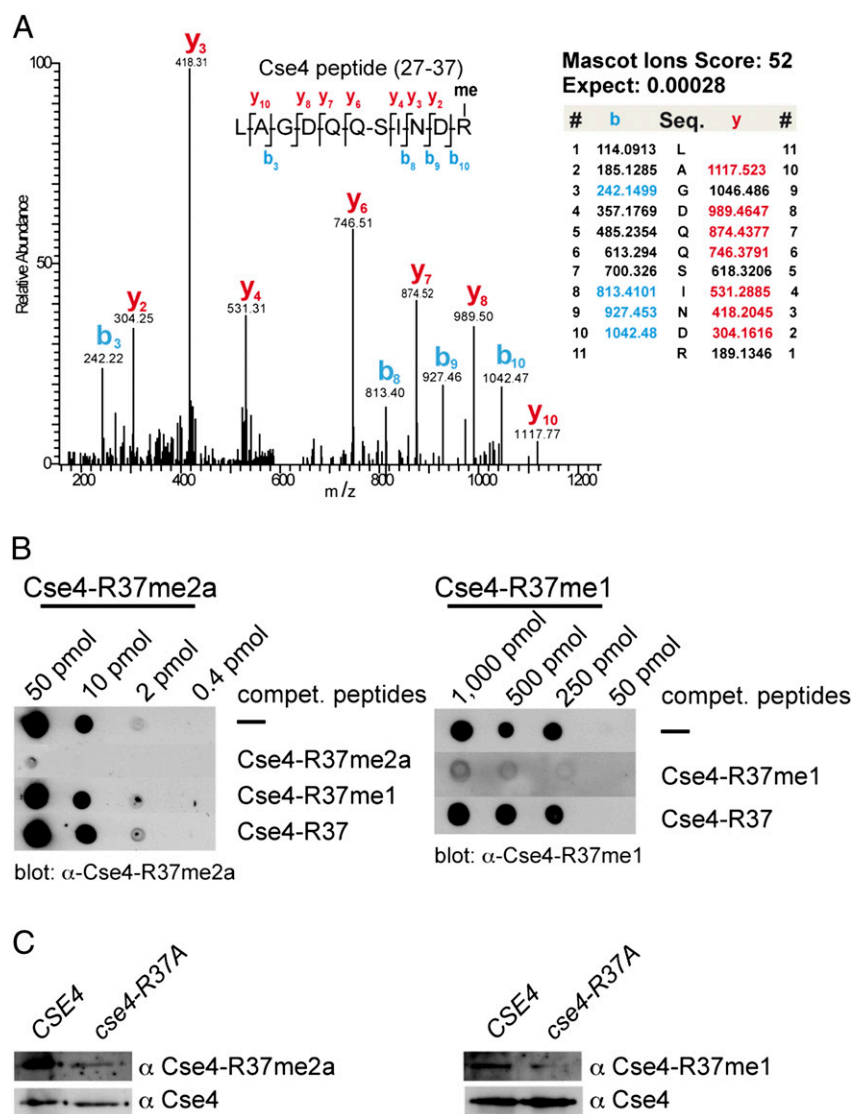 A
Cse4 peptide (27-37)
y10 y8 y7 y6 y4 y3 y2 me
L A G D Q Q-S I N D R
b3 b8 b9 b10
Relative Abundance
100
50
0
200 400 600 800 1000 1200
m/z
b3
242.22
y2
304.25
y3
418.31
y4
531.31
y6
746.51
b8
813.40
y7
874.52
b9
927.46
y8
989.50
b10
1042.47
y10
1117.77
Mascot Ions Score: 52
Expect: 0.00028
# b Seq. y #
1 114.0913 L 11
2 185.1285 A 1117.523 10
3 242.1499 G 1046.486 9
4 357.1769 D 989.4647 8
5 485.2354 Q 874.4377 7
6 613.294 Q 746.3791 6
7 700.326 S 618.3206 5
8 813.4101 I 531.2885 4
9 927.453 N 418.2045 3
10 1042.48 D 304.1616 2
11 R 189.1346 1
B
Cse4-R37me2a
50 pmol 10 pmol 2 pmol 0.4 pmol
compet. peptides
—
Cse4-R37me2a
Cse4-R37me1
Cse4-R37
blot: α-Cse4-R37me2a
Cse4-R37me1
1,000 pmol 500 pmol 250 pmol 50 pmol
compet. peptides
—
Cse4-R37me1
Cse4-R37
blot: α-Cse4-R37me1
C
CSE4 cse4-R37A
α Cse4-R37me2a
α Cse4
CSE4 cse4-R37A
α Cse4-R37me1
α Cse4